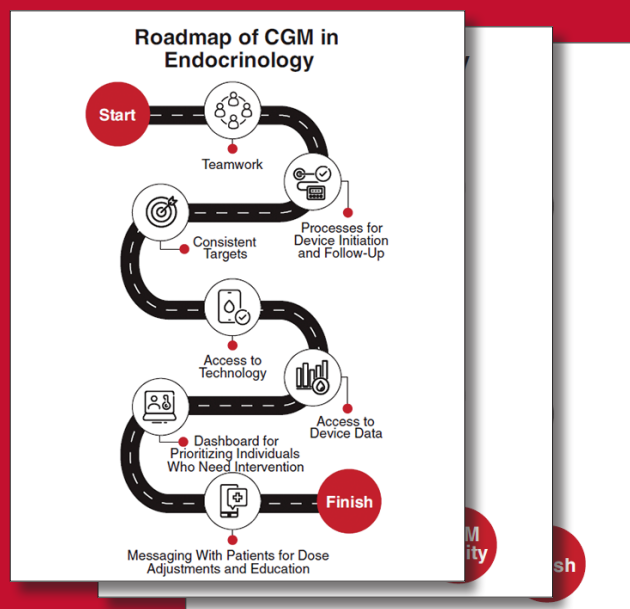 Roadmap of CGM in
Endocrinology
Start
Teamwork
Processes for
Device Initiation
and Follow-Up
Consistent
Targets
Access to
Technology
Access to
Device Data
Dashboard for
Prioritizing Individuals
Who Need Intervention
Finish
Messaging With Patients for Dose
Adjustments and Education